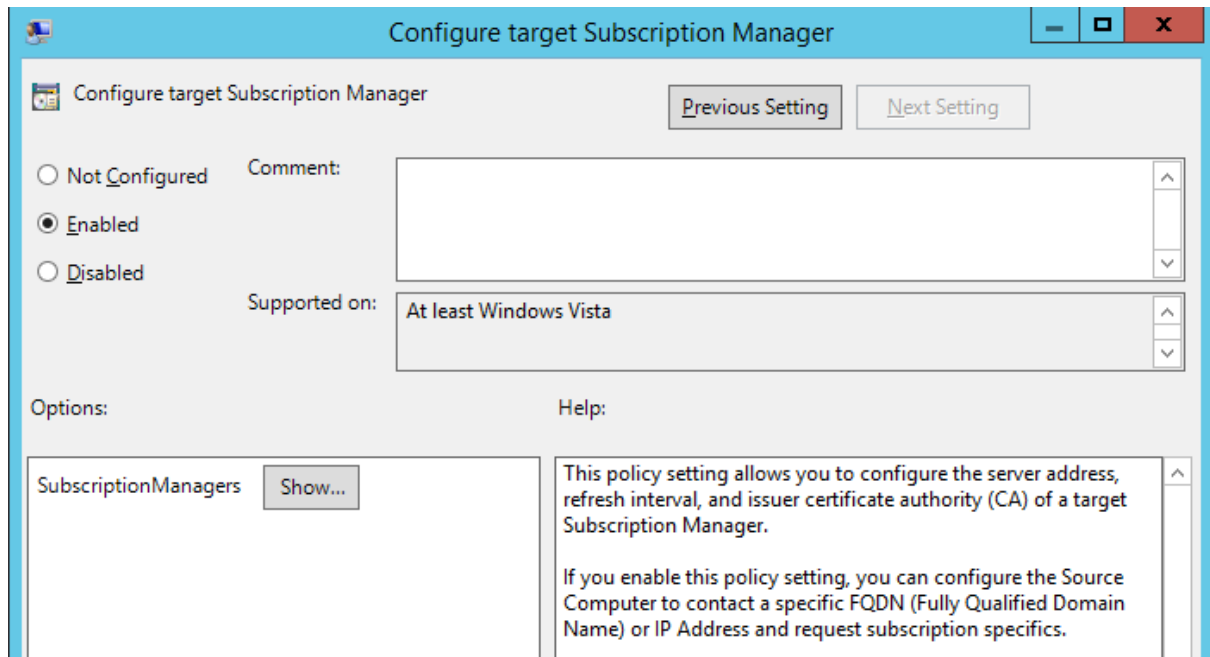 Configure target Subscription Manager
Configure target Subscription Manager
Previous Setting
Next Setting
Not Configured
Comment:
Enabled
Disabled
Supported on:
At least Windows Vista
Options:
Help:
SubscriptionManagers
Show...
This policy setting allows you to configure the server address,
refresh interval, and issuer certificate authority (CA) of a target
Subscription Manager.
If you enable this policy setting, you can configure the Source
Computer to contact a specific FQDN (Fully Qualified Domain
Name) or IP Address and request subscription specifics.